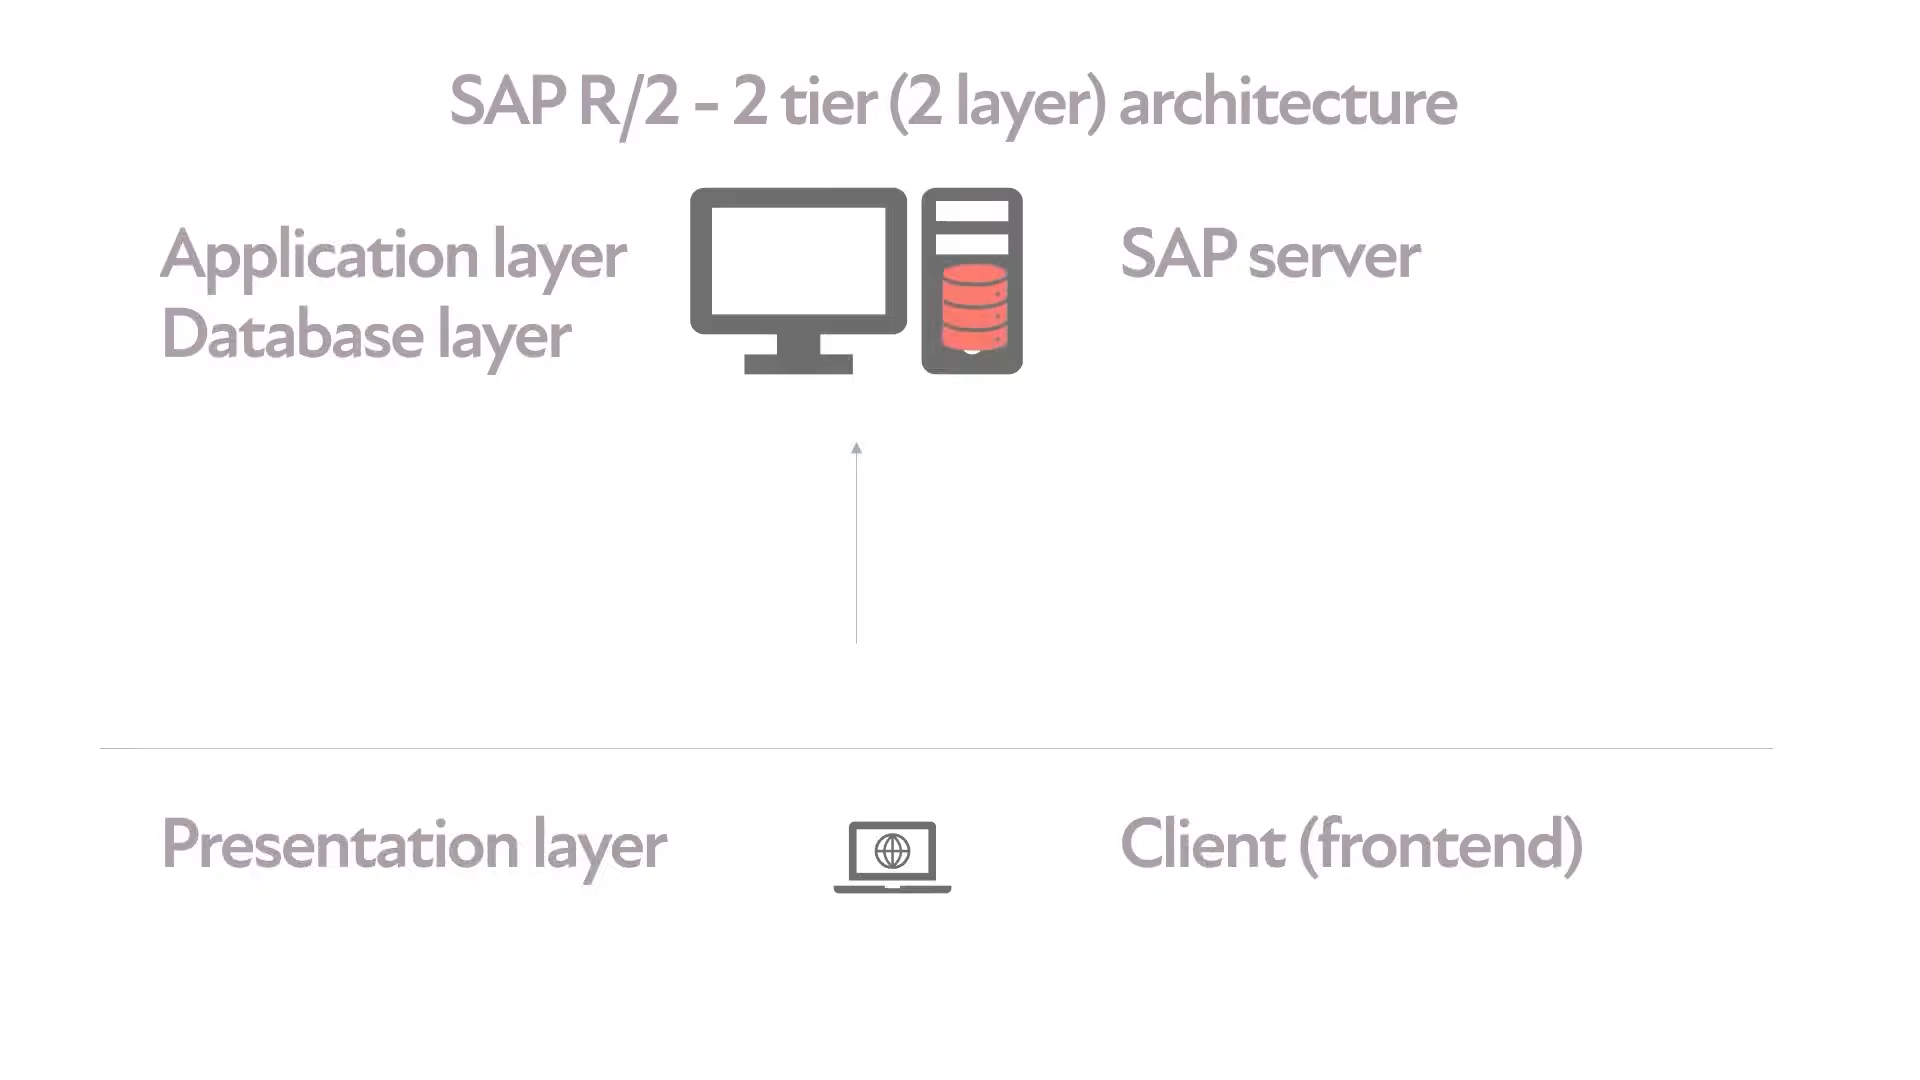 SAP R/2 - 2 tier (2 layer) architecture
Application layer
Database layer
SAP server
Presentation layer
Client (frontend)